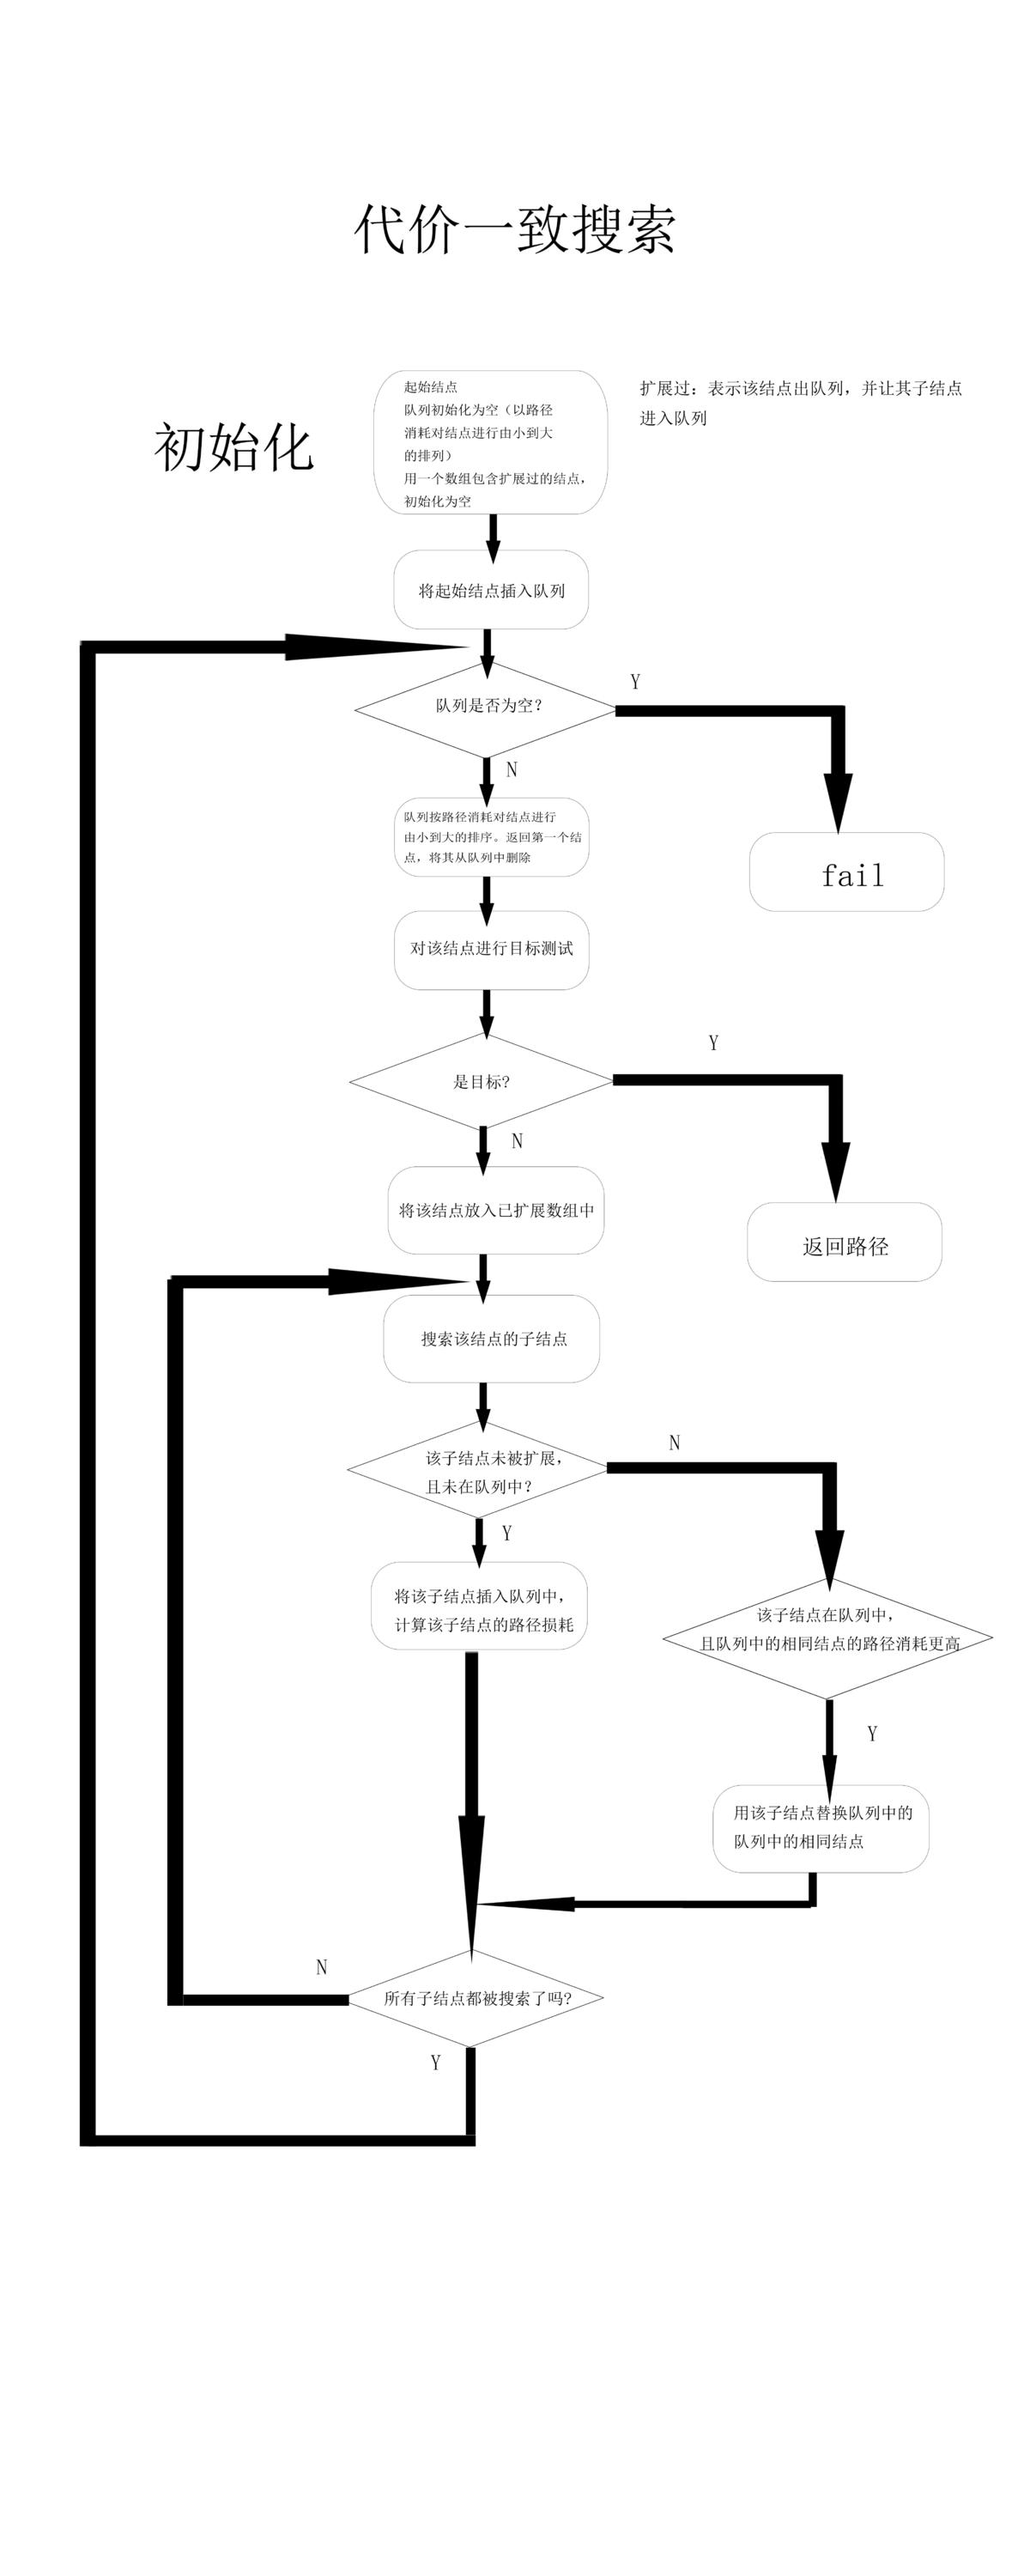 代价一致搜索
初始化
起始结点
队列初始化为空（以路径
消耗对结点进行由小到大
的排列）
用一个数组包含扩展过的结点，
初始化为空
扩展过：表示该结点出队列，并让其子结点
进入队列
将起始结点插入队列
队列是否为空？
Y
N
fail
队列按路径消耗对结点进行
由小到大的排序。返回第一个结
点，将其从队列中删除
对该结点进行目标测试
是目标?
Y
N
返回路径
将该结点放入已扩展数组中
搜索该结点的子结点
该子结点未被扩展，
且未在队列中？
N
Y
将该子结点插入队列中，
计算该子结点的路径损耗
该子结点在队列中，
且队列中的相同结点的路径消耗更高
Y
用该子结点替换队列中的
队列中的相同结点
所有子结点都被搜索了吗?
N
Y